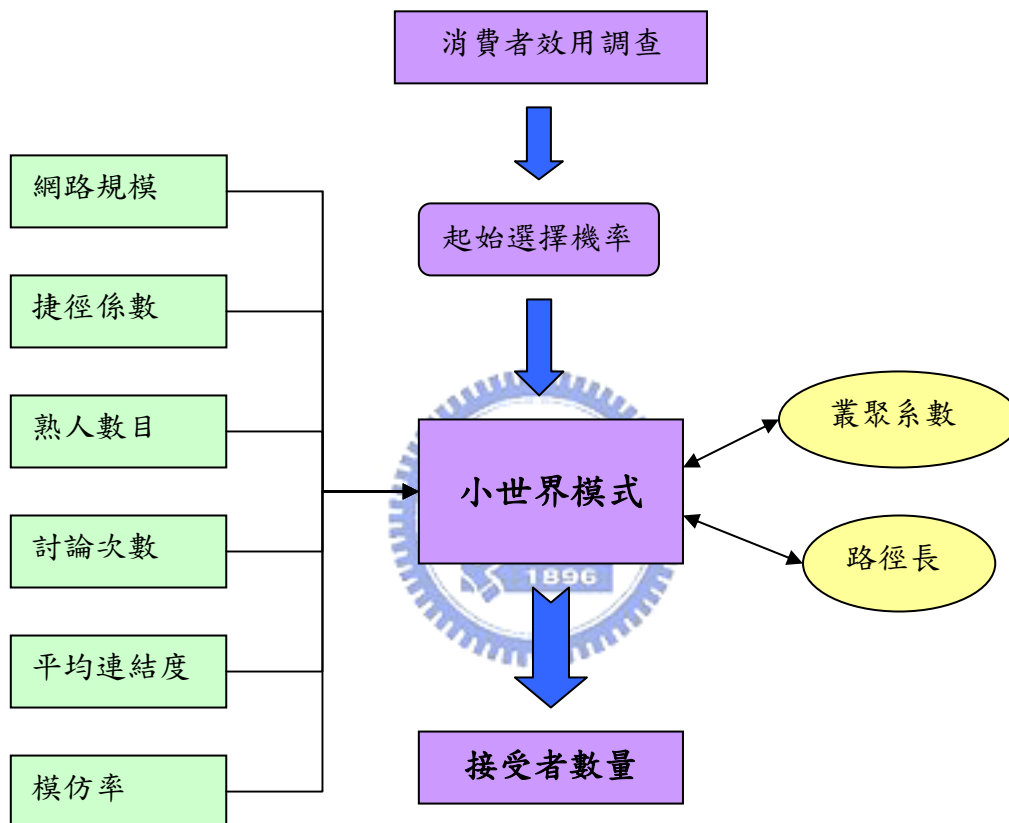 消費者效用調查
起始選擇機率
網路規模
捷徑係數
熟人數目
討論次數
平均連結度
模仿率
小世界模式
叢聚系數
路徑長
1896
接受者數量